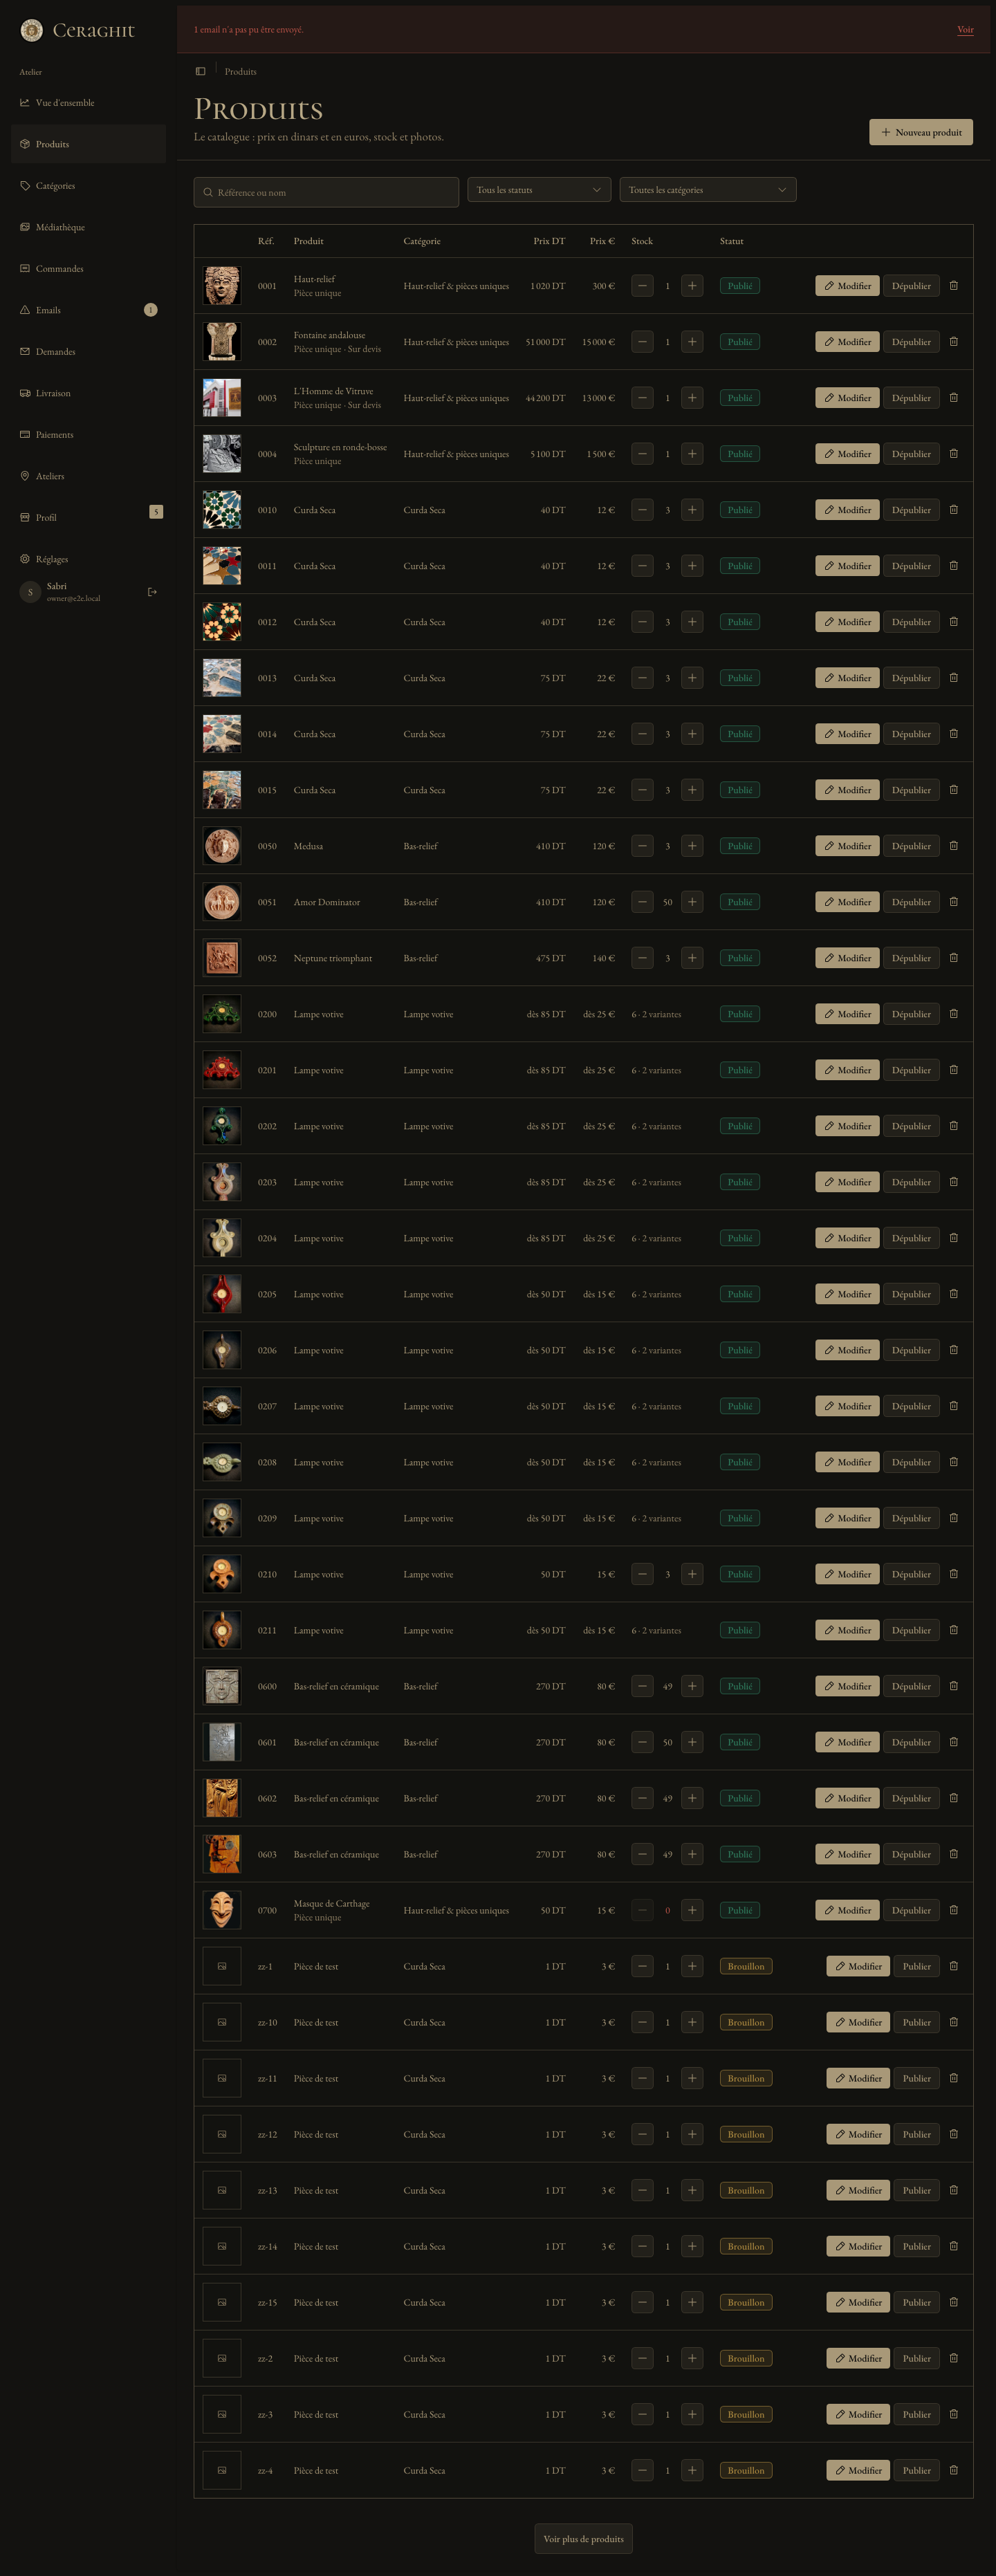 Ceraghit
Atelier
Vue d'ensemble
Produits
Catégories
Médiathèque
Commandes
Emails 1
Demandes
Livraison
Paiements
Ateliers
Profil 5
Réglages
S Sabri
owner@e2e.local
1 email n'a pas pu être envoyé. Voir
Produits
Produits
Le catalogue : prix en dinars et en euros, stock et photos.
Nouveau produit
Référence ou nom Tous les statuts Toutes les catégories
Réf. Produit Catégorie Prix DT Prix € Stock Statut
0001 Haut-relief Haut-relief & pièces uniques 1 020 DT 300 € 1 Publié Modifier Dépublier
Pièce unique
0002 Fontaine andalouse Haut-relief & pièces uniques 51 000 DT 15 000 € 1 Publié Modifier Dépublier
Pièce unique · Sur devis
0003 L'Homme de Vitruve Haut-relief & pièces uniques 44 200 DT 13 000 € 1 Publié Modifier Dépublier
Pièce unique · Sur devis
0004 Sculpture en ronde-bosse Haut-relief & pièces uniques 5 100 DT 1 500 € 1 Publié Modifier Dépublier
Pièce unique
0010 Curda Seca Curda Seca 40 DT 12 € 3 Publié Modifier Dépublier
0011 Curda Seca Curda Seca 40 DT 12 € 3 Publié Modifier Dépublier
0012 Curda Seca Curda Seca 40 DT 12 € 3 Publié Modifier Dépublier
0013 Curda Seca Curda Seca 75 DT 22 € 3 Publié Modifier Dépublier
0014 Curda Seca Curda Seca 75 DT 22 € 3 Publié Modifier Dépublier
0015 Curda Seca Curda Seca 75 DT 22 € 3 Publié Modifier Dépublier
0050 Medusa Bas-relief 410 DT 120 € 3 Publié Modifier Dépublier
0051 Amor Dominator Bas-relief 410 DT 120 € 50 Publié Modifier Dépublier
0052 Neptune triomphant Bas-relief 475 DT 140 € 3 Publié Modifier Dépublier
0200 Lampe votive Lampe votive dès 85 DT dès 25 € 6 · 2 variantes Publié Modifier Dépublier
0201 Lampe votive Lampe votive dès 85 DT dès 25 € 6 · 2 variantes Publié Modifier Dépublier
0202 Lampe votive Lampe votive dès 85 DT dès 25 € 6 · 2 variantes Publié Modifier Dépublier
0203 Lampe votive Lampe votive dès 85 DT dès 25 € 6 · 2 variantes Publié Modifier Dépublier
0204 Lampe votive Lampe votive dès 85 DT dès 25 € 6 · 2 variantes Publié Modifier Dépublier
0205 Lampe votive Lampe votive dès 50 DT dès 15 € 6 · 2 variantes Publié Modifier Dépublier
0206 Lampe votive Lampe votive dès 50 DT dès 15 € 6 · 2 variantes Publié Modifier Dépublier
0207 Lampe votive Lampe votive dès 50 DT dès 15 € 6 · 2 variantes Publié Modifier Dépublier
0208 Lampe votive Lampe votive dès 50 DT dès 15 € 6 · 2 variantes Publié Modifier Dépublier
0209 Lampe votive Lampe votive dès 50 DT dès 15 € 6 · 2 variantes Publié Modifier Dépublier
0210 Lampe votive Lampe votive 50 DT 15 € 3 Publié Modifier Dépublier
0211 Lampe votive Lampe votive dès 50 DT dès 15 € 6 · 2 variantes Publié Modifier Dépublier
0600 Bas-relief en céramique Bas-relief 270 DT 80 € 49 Publié Modifier Dépublier
0601 Bas-relief en céramique Bas-relief 270 DT 80 € 50 Publié Modifier Dépublier
0602 Bas-relief en céramique Bas-relief 270 DT 80 € 49 Publié Modifier Dépublier
0603 Bas-relief en céramique Bas-relief 270 DT 80 € 49 Publié Modifier Dépublier
0700 Masque de Carthage Haut-relief & pièces uniques 50 DT 15 € 0 Publié Modifier Dépublier
Pièce unique
zz-1 Pièce de test Curda Seca 1 DT 3 € 1 Brouillon Modifier Publier
zz-10 Pièce de test Curda Seca 1 DT 3 € 1 Brouillon Modifier Publier
zz-11 Pièce de test Curda Seca 1 DT 3 € 1 Brouillon Modifier Publier
zz-12 Pièce de test Curda Seca 1 DT 3 € 1 Brouillon Modifier Publier
zz-13 Pièce de test Curda Seca 1 DT 3 € 1 Brouillon Modifier Publier
zz-14 Pièce de test Curda Seca 1 DT 3 € 1 Brouillon Modifier Publier
zz-15 Pièce de test Curda Seca 1 DT 3 € 1 Brouillon Modifier Publier
zz-2 Pièce de test Curda Seca 1 DT 3 € 1 Brouillon Modifier Publier
zz-3 Pièce de test Curda Seca 1 DT 3 € 1 Brouillon Modifier Publier
zz-4 Pièce de test Curda Seca 1 DT 3 € 1 Brouillon Modifier Publier
Voir plus de produits